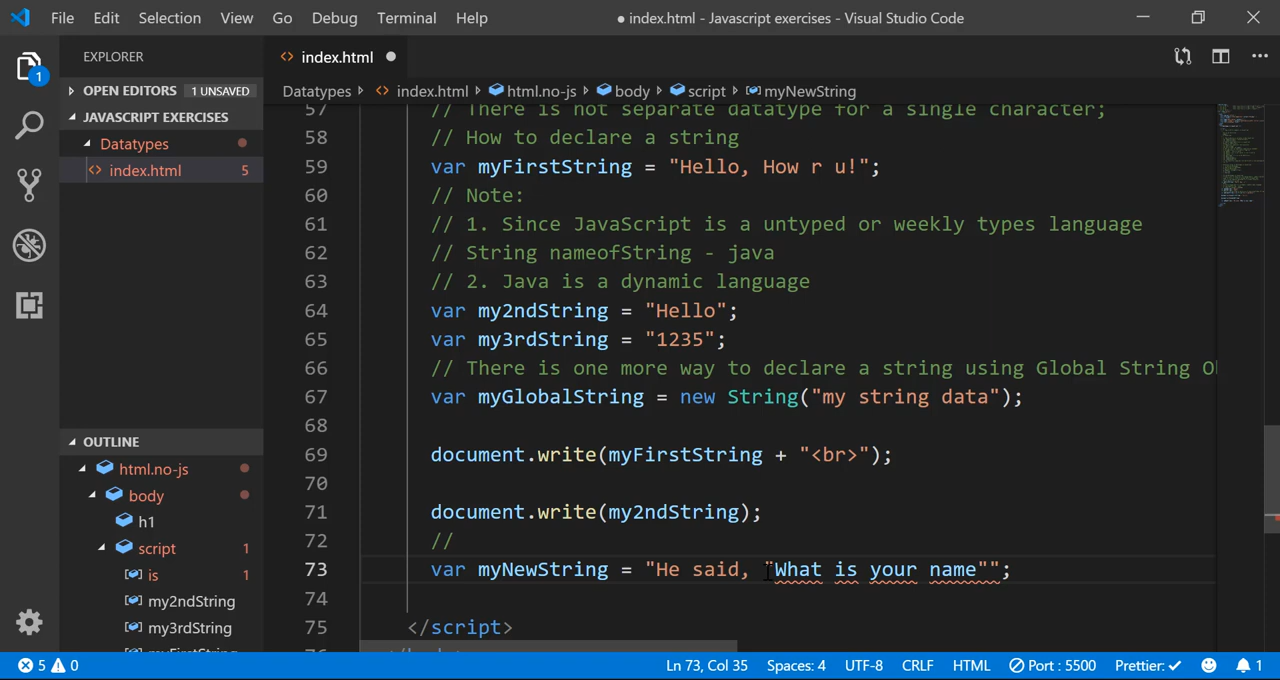 File Edit Selection View Go Debug Terminal Help ● index.html - Javascript exercises - Visual Studio Code
EXPLORER
1
OPEN EDITORS 1 UNSAVED
JAVASCRIPT EXERCISES
Datatypes
index.html 5
OUTLINE
html.no-js
body
h1
script 1
is 1
my2ndString
my3rdString
index.html
Datatypes index.html html.no-js body script myNewString
57 // There is not separate datatype for a single character;
58 // How to declare a string
59 var myFirstString = "Hello, How r u!";
60 // Note:
61 // 1. Since JavaScript is a untyped or weekly types language
62 // String nameofString - java
63 // 2. Java is a dynamic language
64 var my2ndString = "Hello";
65 var my3rdString = "1235";
66 // There is one more way to declare a string using Global String
67 var myGlobalString = new String("my string data");
68
69 document.write(myFirstString + "<br>");
70
71 document.write(my2ndString);
72 //
73 var myNewString = "He said, "What is your name"";
74
75 </script>
5 0 Ln 73, Col 35 Spaces: 4 UTF-8 CRLF HTML Port : 5500 Prettier: ✓ 1